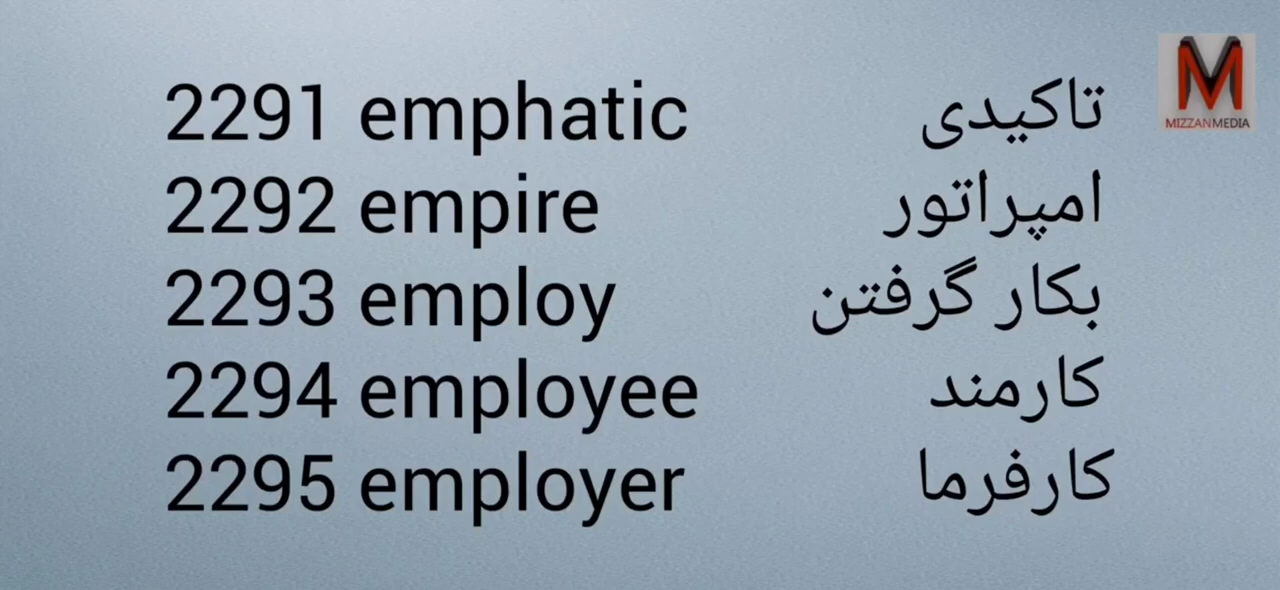 2291 emphatic تاکیدی
2292 empire امپراتور
2293 employ بکار گرفتن
2294 employee کارمند
2295 employer کارفرما
MIZZANMEDIA